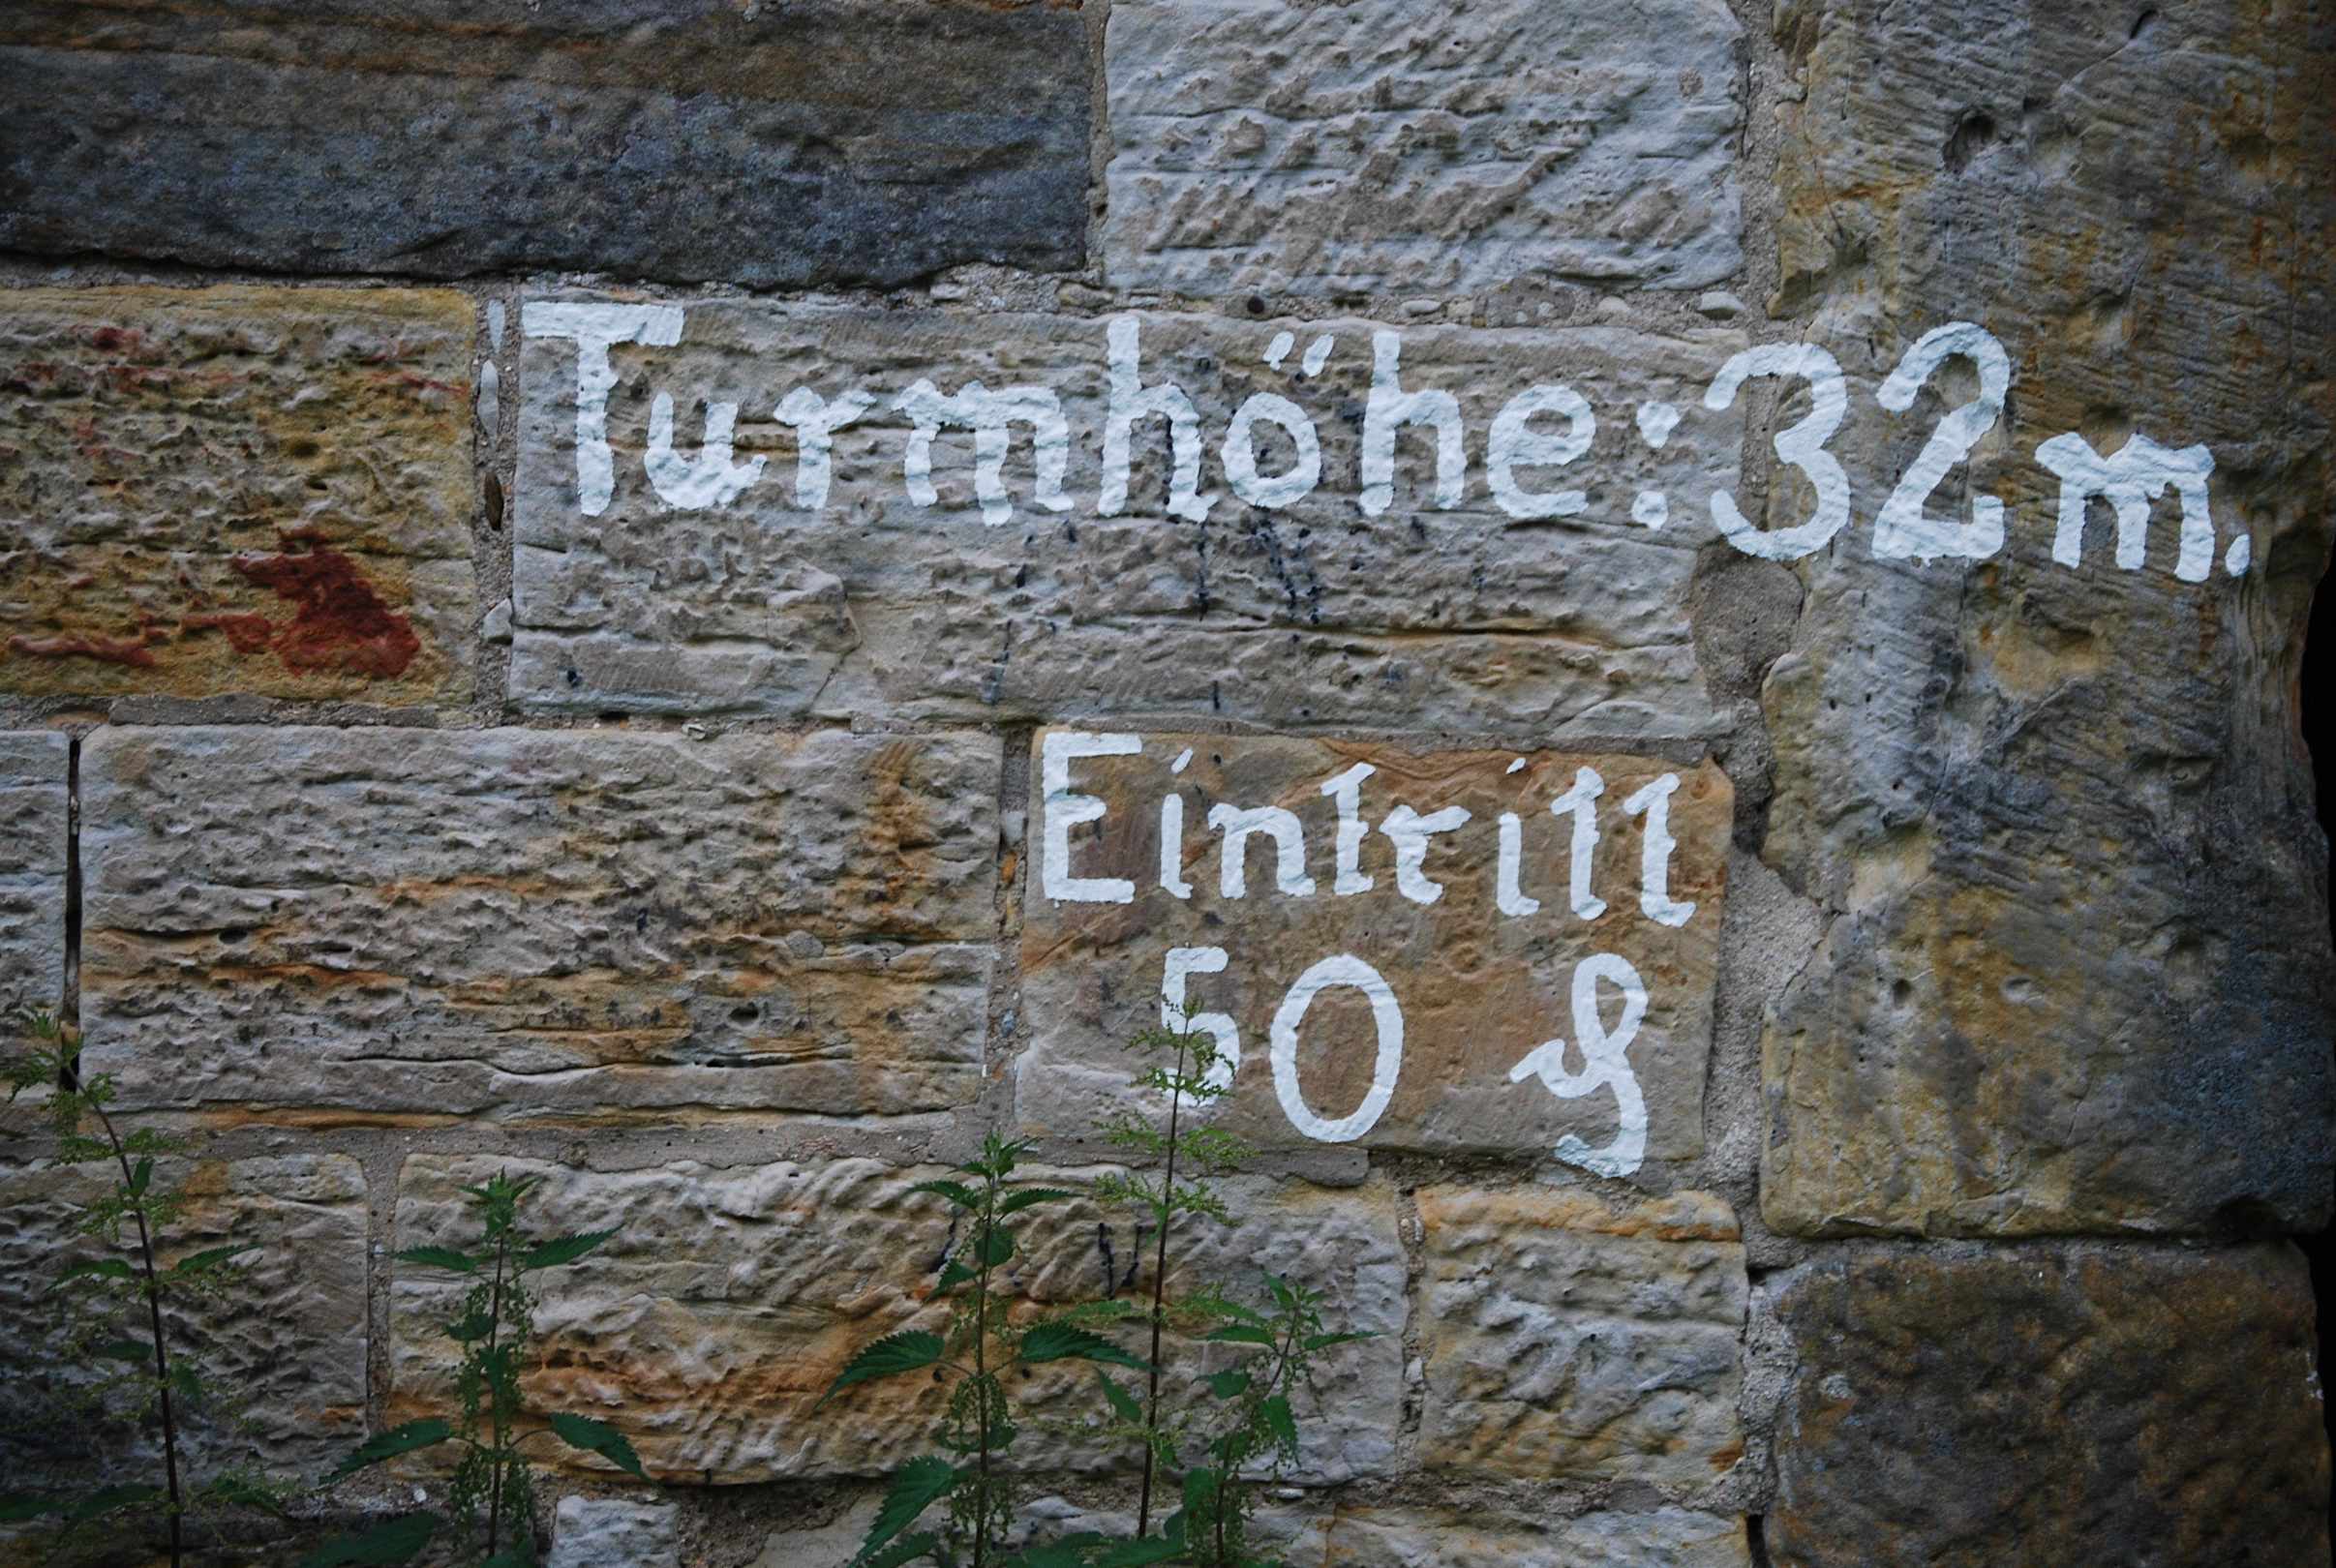 Turmhöhe: 32 m.
Eintritt
50 ₰